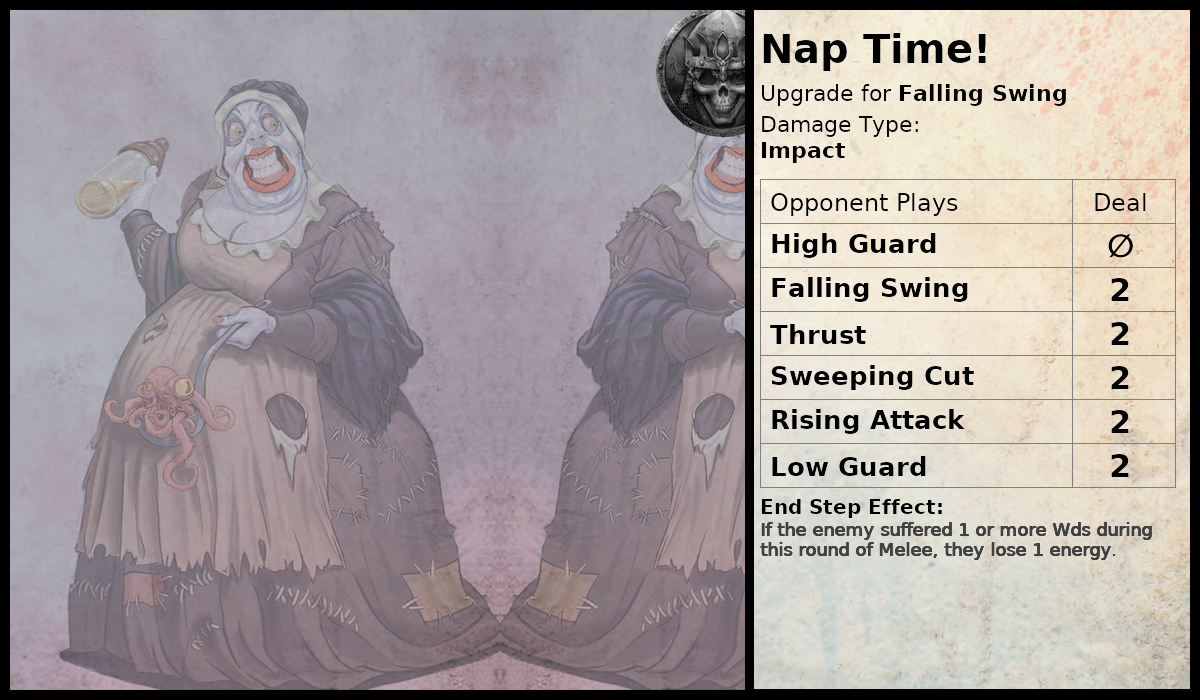 Nap Time!
Upgrade for Falling Swing
Damage Type:
Impact
Opponent Plays Deal
High Guard ∅
Falling Swing 2
Thrust 2
Sweeping Cut 2
Rising Attack 2
Low Guard 2
End Step Effect:
If the enemy suffered 1 or more Wds during
this round of Melee, they lose 1 energy.